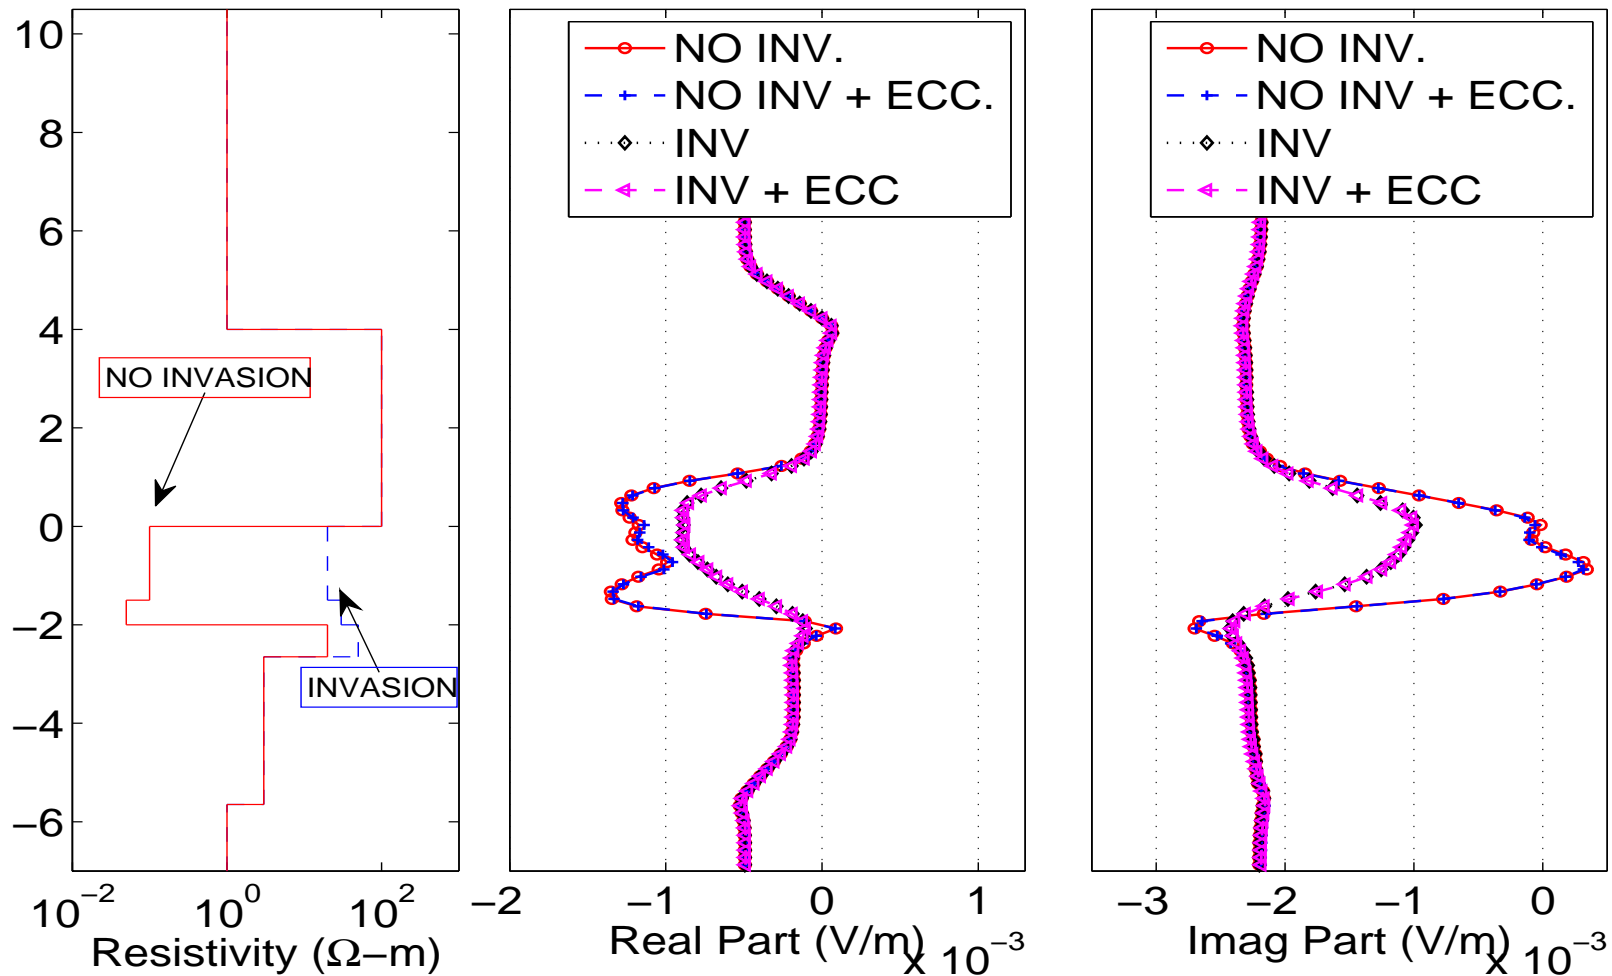 10
8
6
4
2
0
−2
−4
−6
NO INVASION
INVASION
10⁻²
10⁰
10²
Resistivity (Ω−m)
NO INV.
NO INV + ECC.
INV
INV + ECC
−2
−1
0
1
Real Part (V/m)
x 10⁻³
NO INV.
NO INV + ECC.
INV
INV + ECC
−3
−2
−1
0
Imag Part (V/m)
x 10⁻³